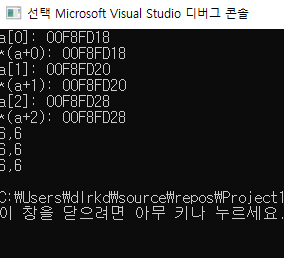 선택 Microsoft Visual Studio 디버그 콘솔
a[0]: 00F8FD18
*(a+0): 00F8FD18
a[1]: 00F8FD20
*(a+1): 00F8FD20
a[2]: 00F8FD28
*(a+2): 00F8FD28
6,6
6,6
6,6
C:₩Users₩dlrkd₩source₩repos₩Project1
이 창을 닫으려면 아무 키나 누르세요.